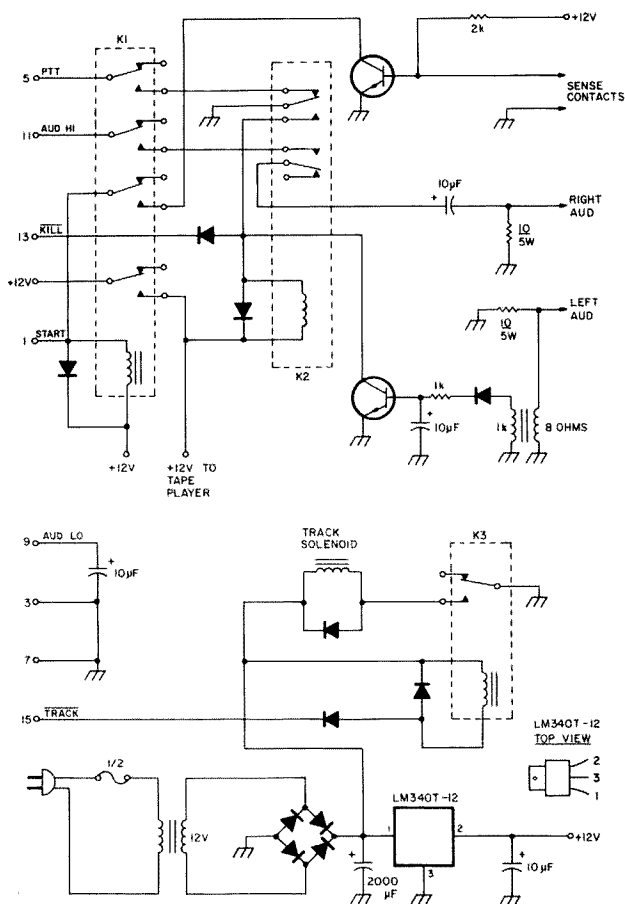 K1
+12V
2k
5 PTT
K2
SENSE
CONTACTS
11 AUD HI
10µF
+
RIGHT
AUD
13 KILL
10
5W
+12V
LEFT
AUD
1 START
10
5W
1k
+
10µF
1k
8 OHMS
+12V
+12V TO
TAPE
PLAYER
9 AUD LO
+
10µF
3
7
TRACK
SOLENOID
K3
15 TRACK
LM340T-12
TOP VIEW
2
3
1
1/2
12V
LM340T-12
1
2
3
+12V
+
2000
µF
+
10µF